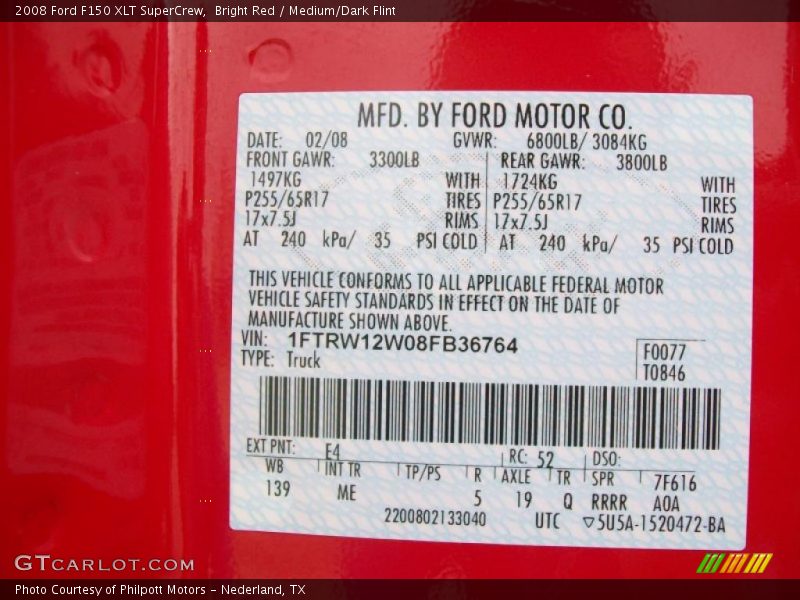 2008 Ford F150 XLT SuperCrew, Bright Red / Medium/Dark Flint
MFD. BY FORD MOTOR CO.
DATE: 02/08 GVWR: 6800LB/ 3084KG
FRONT GAWR: 3300LB REAR GAWR: 3800LB
1497KG WITH 1724KG WITH
P255/65R17 TIRES P255/65R17 TIRES
17x7.5J RIMS 17x7.5J RIMS
AT 240 kPa/ 35 PSI COLD AT 240 kPa/ 35 PSI COLD
THIS VEHICLE CONFORMS TO ALL APPLICABLE FEDERAL MOTOR
VEHICLE SAFETY STANDARDS IN EFFECT ON THE DATE OF
MANUFACTURE SHOWN ABOVE.
VIN: 1FTRW12W08FB36764
TYPE: Truck
F0077
T0846
EXT PNT: E4 RC: 52 DSO:
WB INT TR TP/PS R AXLE TR SPR 7F616
139 ME 5 19 Q RRRR A0A
2200802133040 UTC ▽5U5A-1520472-BA
GTCARLOT.COM
Photo Courtesy of Philpott Motors - Nederland, TX